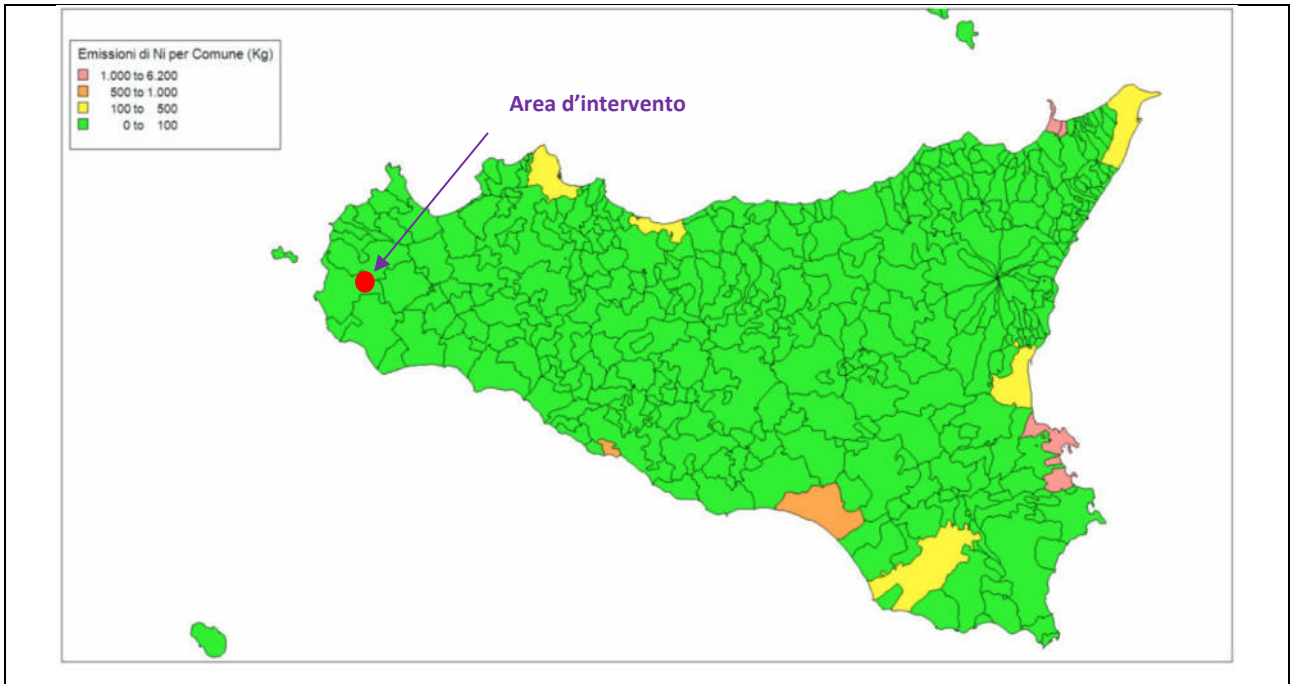 Emissioni di Ni per Comune (Kg)
1.000 to 6.200
500 to 1.000
100 to 500
0 to 100
Area d'intervento